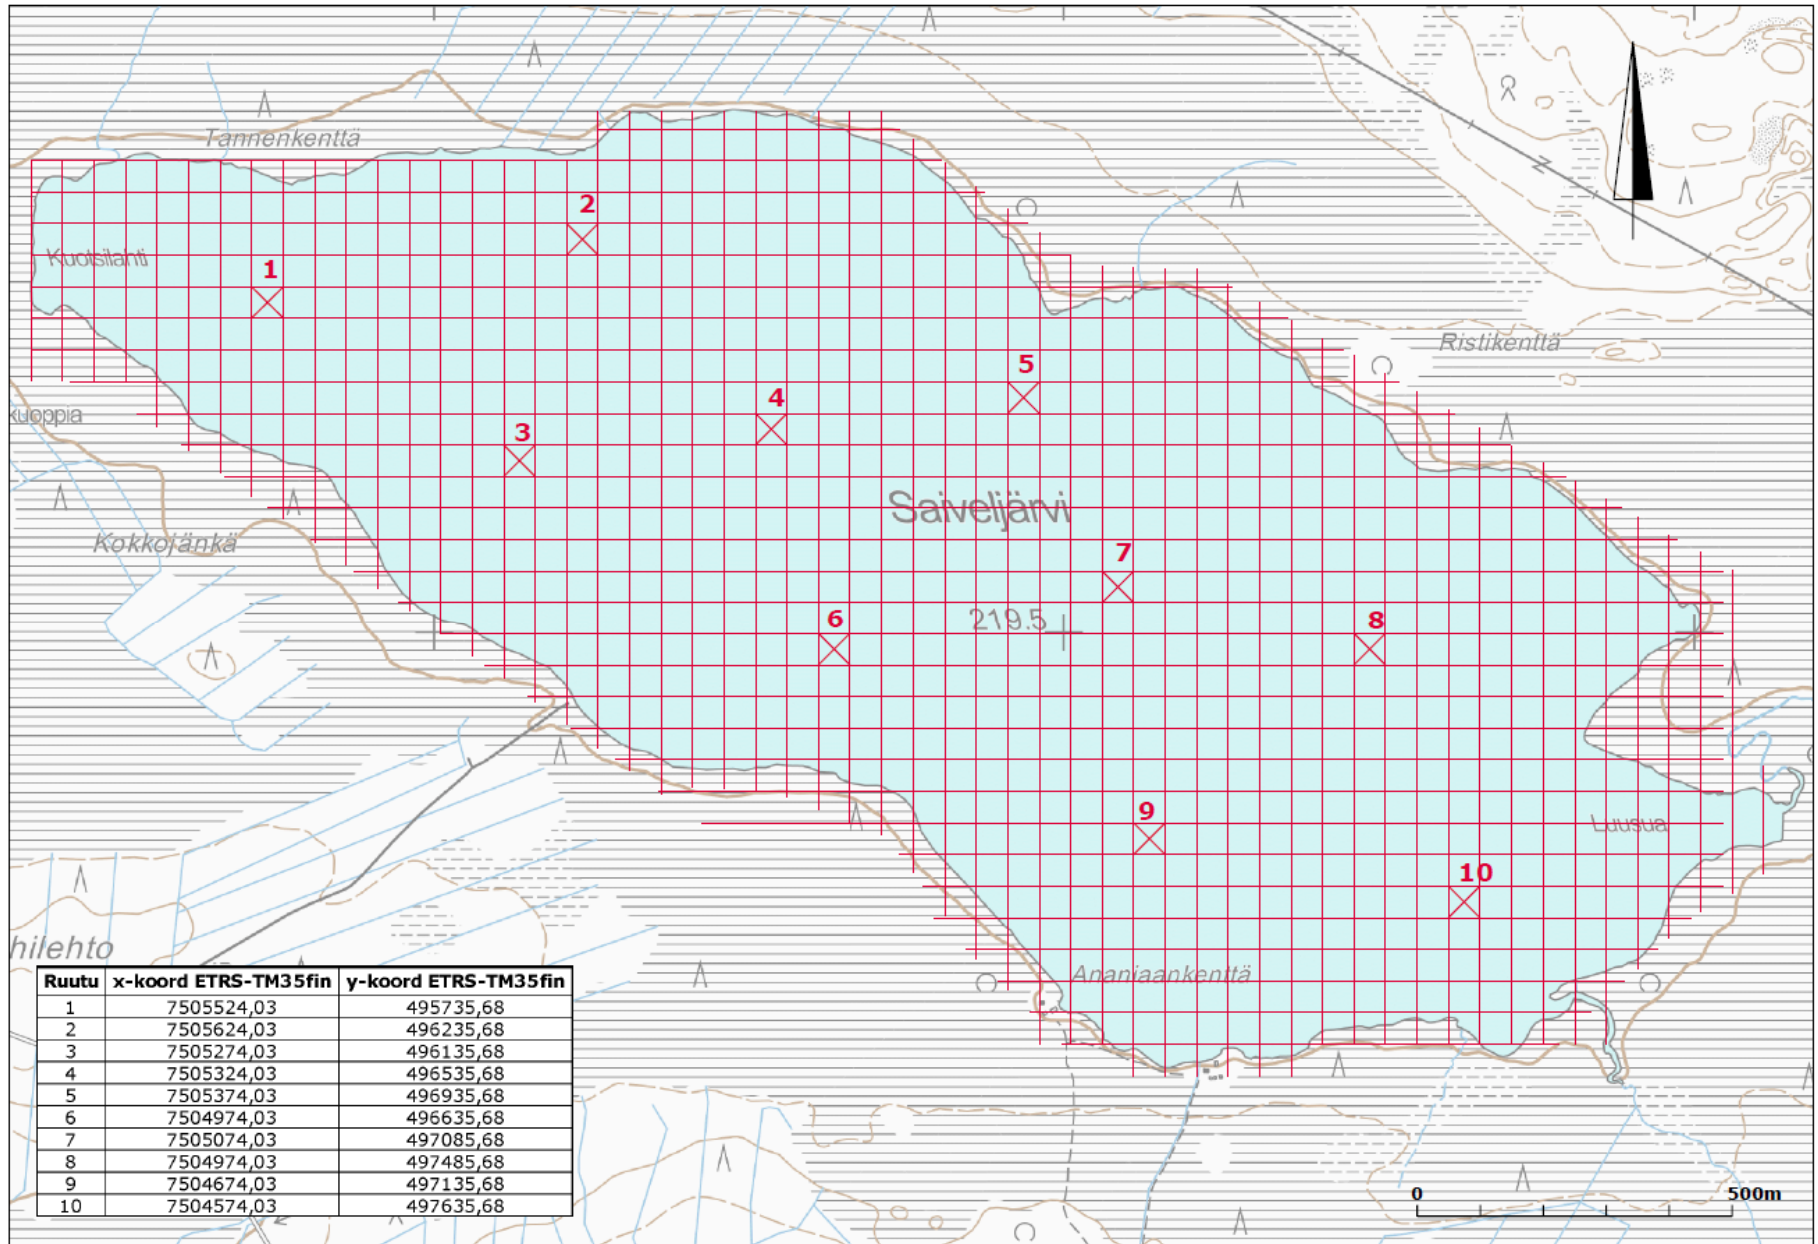 Tannenkenttä
2
Kuotsilahti
1
Ristikenttä
5
4
kuoppia
3
Saiveljärvi
Kokkojänkä
7
219.5
6
8
9
Luusua
10
hilehto
Ananiaankenttä
Ruutu x-koord ETRS-TM35fin y-koord ETRS-TM35fin
1 7505524,03 495735,68
2 7505624,03 496235,68
3 7505274,03 496135,68
4 7505324,03 496535,68
5 7505374,03 496935,68
6 7504974,03 496635,68
7 7505074,03 497085,68
8 7504974,03 497485,68
9 7504674,03 497135,68
10 7504574,03 497635,68
0 500m